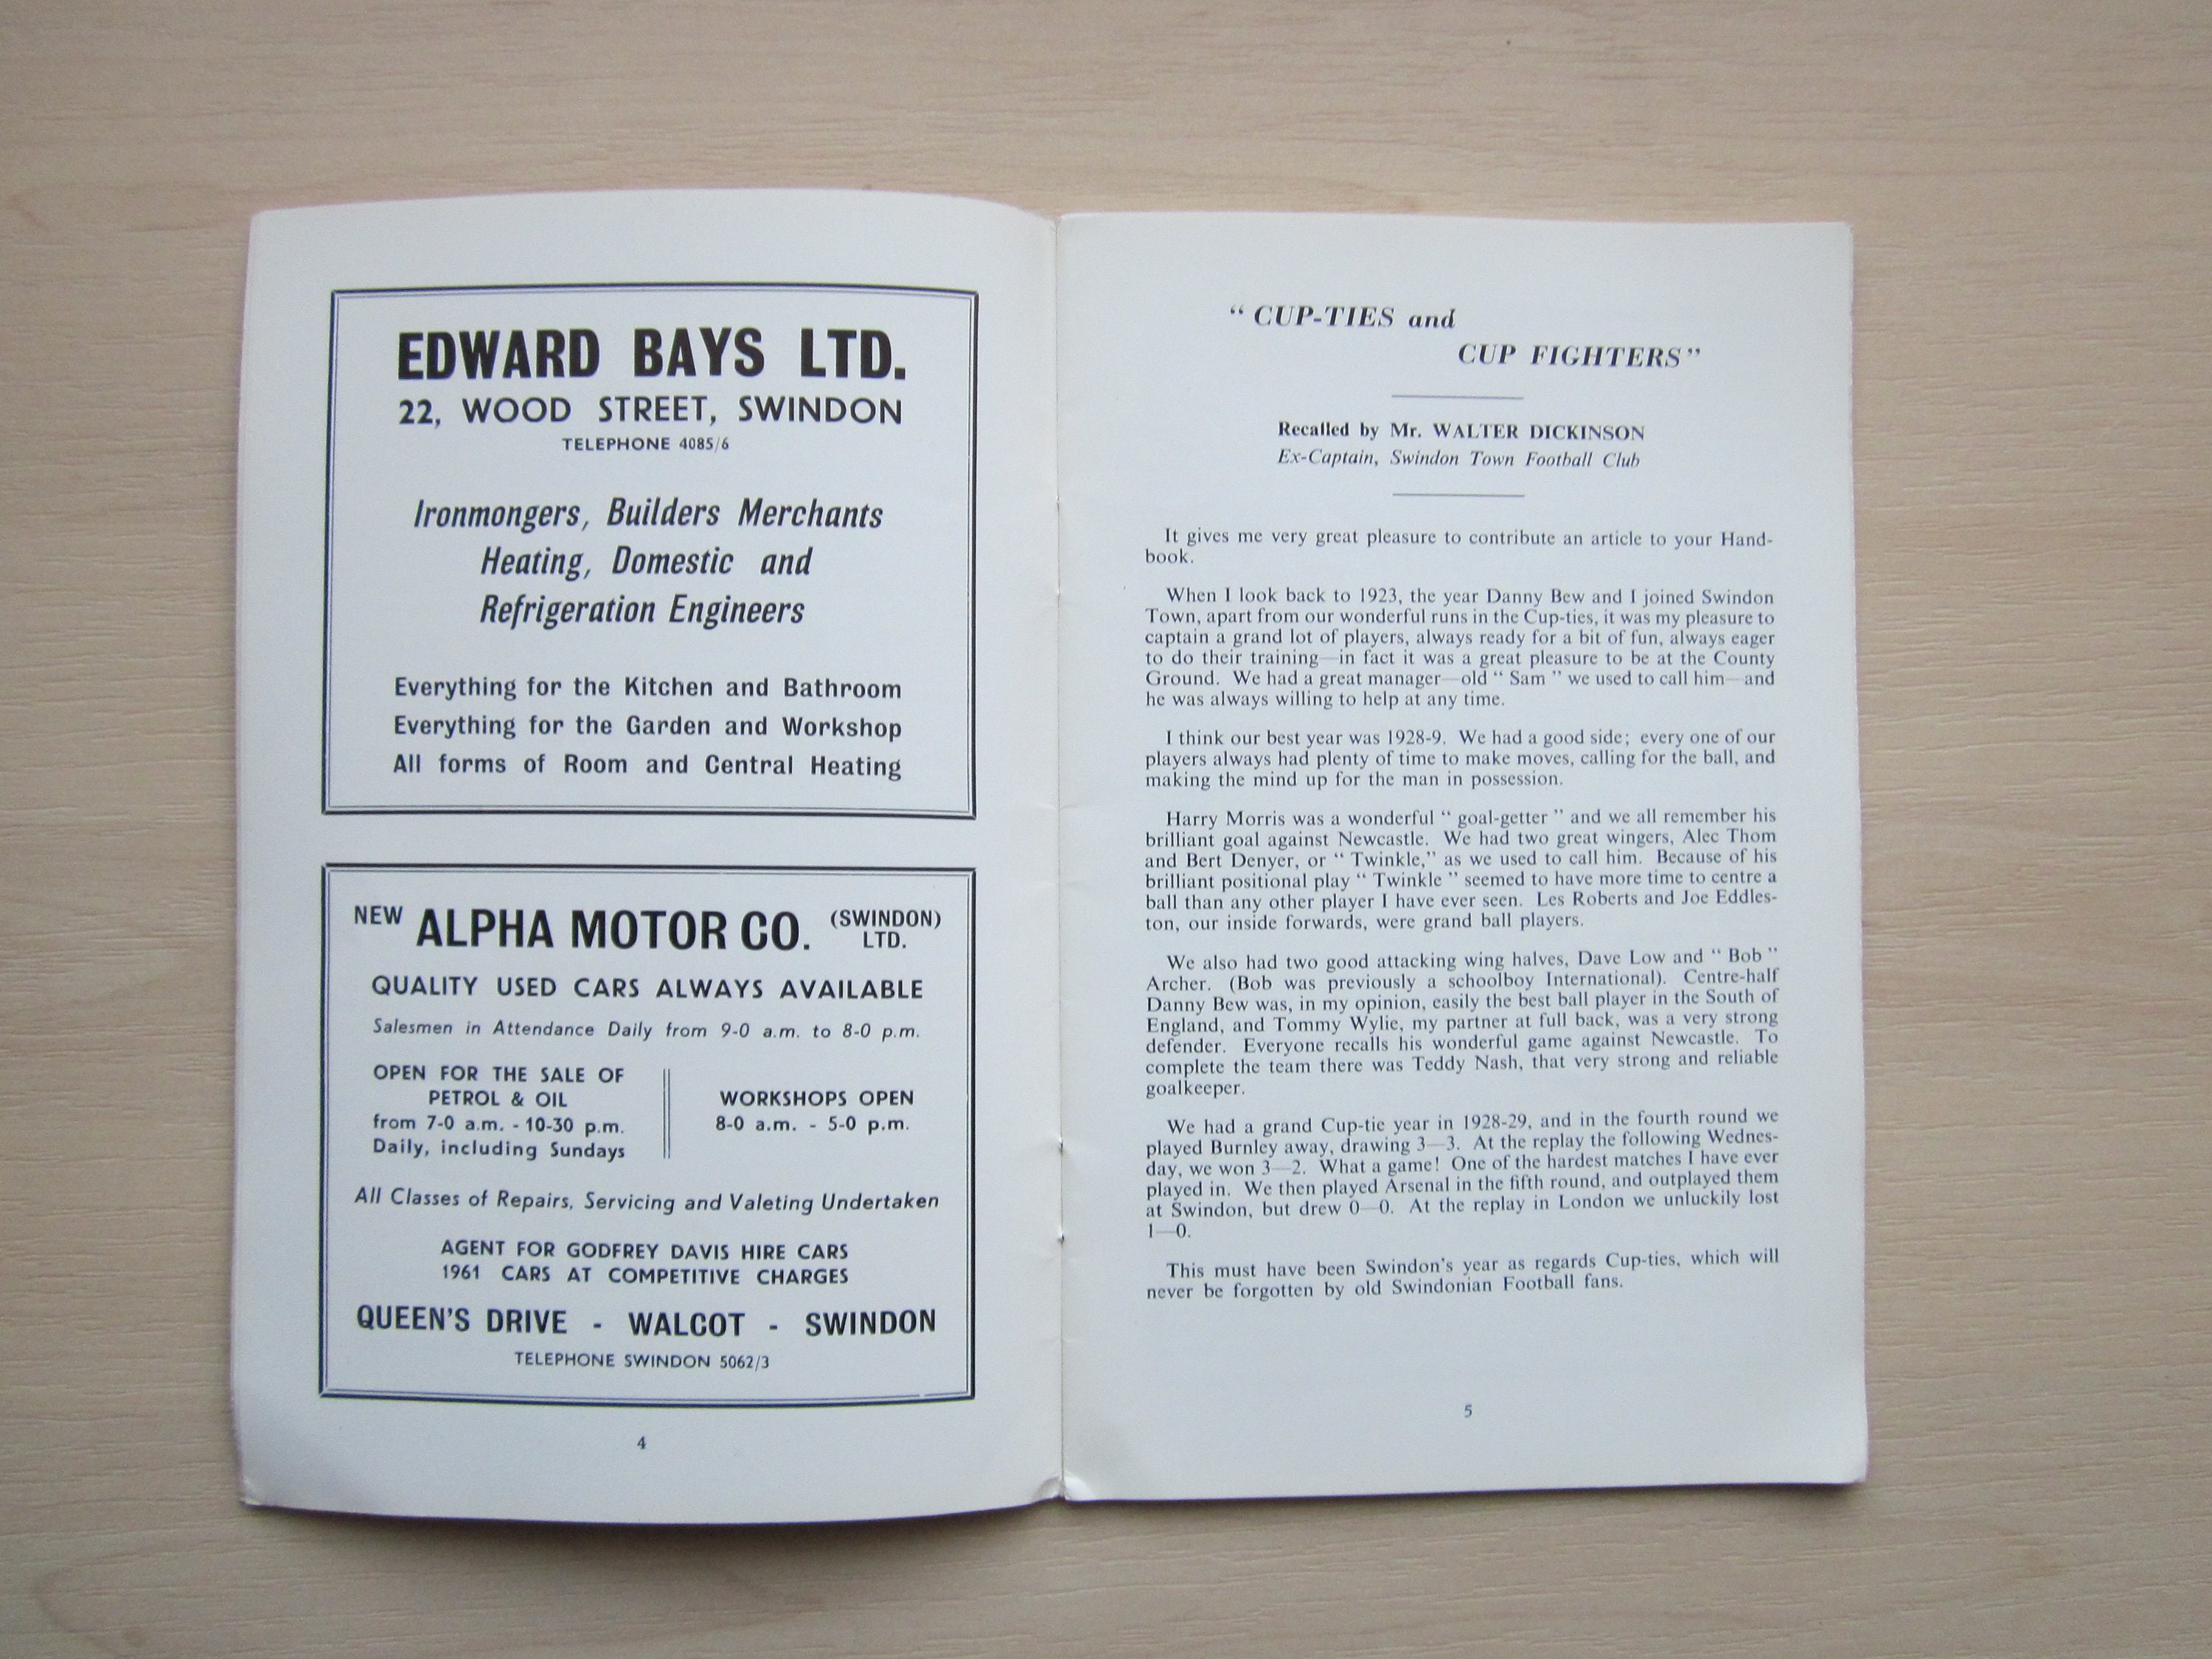 EDWARD BAYS LTD.
22, WOOD STREET, SWINDON
TELEPHONE 4085/6
Ironmongers, Builders Merchants
Heating, Domestic and
Refrigeration Engineers
Everything for the Kitchen and Bathroom
Everything for the Garden and Workshop
All forms of Room and Central Heating
NEW ALPHA MOTOR CO. (SWINDON) LTD.
QUALITY USED CARS ALWAYS AVAILABLE
Salesmen in Attendance Daily from 9-0 a.m. to 8-0 p.m.
OPEN FOR THE SALE OF
PETROL & OIL
from 7-0 a.m. - 10-30 p.m.
Daily, including Sundays
WORKSHOPS OPEN
8-0 a.m. - 5-0 p.m.
All Classes of Repairs, Servicing and Valeting Undertaken
AGENT FOR GODFREY DAVIS HIRE CARS
1961 CARS AT COMPETITIVE CHARGES
QUEEN'S DRIVE - WALCOT - SWINDON
TELEPHONE SWINDON 5062/3
4
“ CUP-TIES and
CUP FIGHTERS”
Recalled by Mr. WALTER DICKINSON
Ex-Captain, Swindon Town Football Club
It gives me very great pleasure to contribute an article to your Hand-
book.
When I look back to 1923, the year Danny Bew and I joined Swindon
Town, apart from our wonderful runs in the Cup-ties, it was my pleasure to
captain a grand lot of players, always ready for a bit of fun, always eager
to do their training—in fact it was a great pleasure to be at the County
Ground. We had a great manager—old “ Sam ” we used to call him—and
he was always willing to help at any time.
I think our best year was 1928-9. We had a good side; every one of our
players always had plenty of time to make moves, calling for the ball, and
making the mind up for the man in possession.
Harry Morris was a wonderful “ goal-getter ” and we all remember his
brilliant goal against Newcastle. We had two great wingers, Alec Thom
and Bert Denyer, or “ Twinkle,” as we used to call him. Because of his
brilliant positional play “ Twinkle ” seemed to have more time to centre a
ball than any other player I have ever seen. Les Roberts and Joe Eddles-
ton, our inside forwards, were grand ball players.
We also had two good attacking wing halves, Dave Low and “ Bob ”
Archer. (Bob was previously a schoolboy International). Centre-half
Danny Bew was, in my opinion, easily the best ball player in the South of
England, and Tommy Wylie, my partner at full back, was a very strong
defender. Everyone recalls his wonderful game against Newcastle. To
complete the team there was Teddy Nash, that very strong and reliable
goalkeeper.
We had a grand Cup-tie year in 1928-29, and in the fourth round we
played Burnley away, drawing 3—3. At the replay the following Wednes-
day, we won 3—2. What a game! One of the hardest matches I have ever
played in. We then played Arsenal in the fifth round, and outplayed them
at Swindon, but drew 0—0. At the replay in London we unluckily lost
1—0.
This must have been Swindon's year as regards Cup-ties, which will
never be forgotten by old Swindonian Football fans.
5